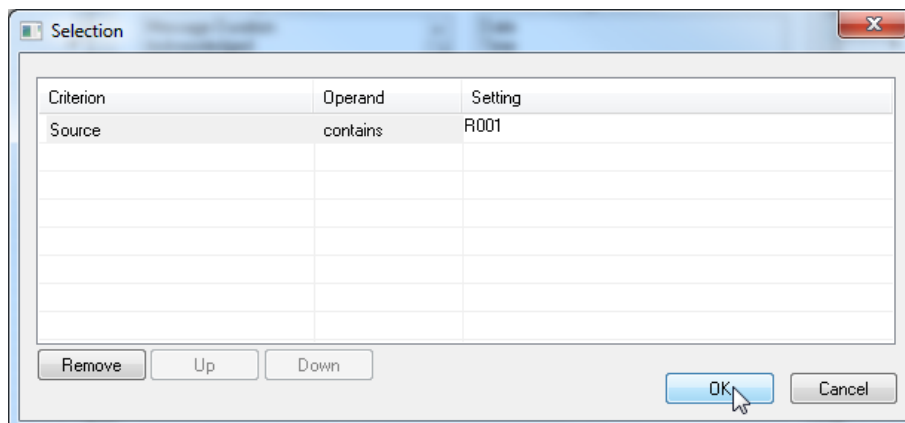 Selection
Criterion Operand Setting
Source contains R001
Remove Up Down
OK Cancel